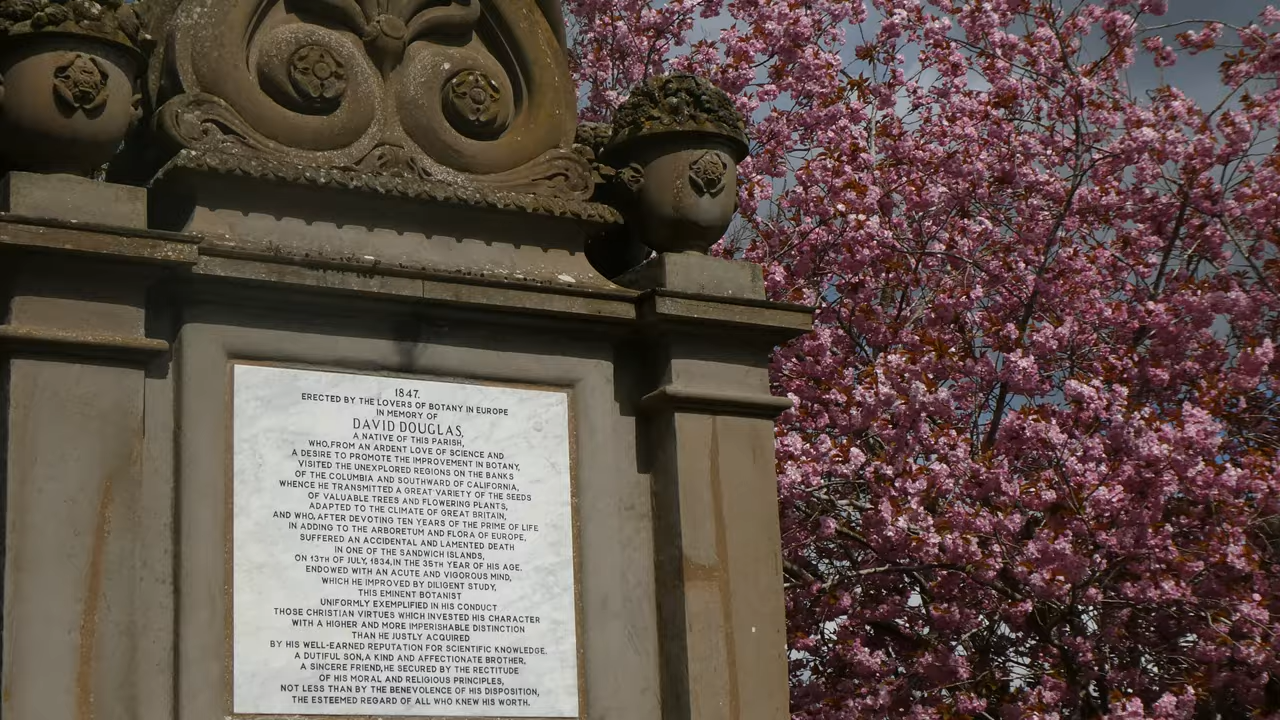 1847.
ERECTED BY THE LOVERS OF BOTANY IN EUROPE
IN MEMORY OF
DAVID DOUGLAS,
A NATIVE OF THIS PARISH,
WHO, FROM AN ARDENT LOVE OF SCIENCE AND
A DESIRE TO PROMOTE THE IMPROVEMENT IN BOTANY,
VISITED THE UNEXPLORED REGIONS ON THE BANKS
OF THE COLUMBIA AND SOUTHWARD OF CALIFORNIA,
WHENCE HE TRANSMITTED A GREAT VARIETY OF THE SEEDS
OF VALUABLE TREES AND FLOWERING PLANTS,
ADAPTED TO THE CLIMATE OF GREAT BRITAIN,
AND WHO, AFTER DEVOTING TEN YEARS OF THE PRIME OF LIFE
IN ADDING TO THE ARBORETUM AND FLORA OF EUROPE,
SUFFERED AN ACCIDENTAL AND LAMENTED DEATH
IN ONE OF THE SANDWICH ISLANDS,
ON 13TH OF JULY, 1834, IN THE 35TH YEAR OF HIS AGE.
ENDOWED WITH AN ACUTE AND VIGOROUS MIND,
WHICH HE IMPROVED BY DILIGENT STUDY,
THIS EMINENT BOTANIST
UNIFORMLY EXEMPLIFIED IN HIS CONDUCT
THOSE CHRISTIAN VIRTUES WHICH INVESTED HIS CHARACTER
WITH A HIGHER AND MORE IMPERISHABLE DISTINCTION
THAN HE JUSTLY ACQUIRED
BY HIS WELL-EARNED REPUTATION FOR SCIENTIFIC KNOWLEDGE.
A DUTIFUL SON, A KIND AND AFFECTIONATE BROTHER,
A SINCERE FRIEND, HE SECURED BY THE RECTITUDE
OF HIS MORAL AND RELIGIOUS PRINCIPLES,
NOT LESS THAN BY THE BENEVOLENCE OF HIS DISPOSITION,
THE ESTEEMED REGARD OF ALL WHO KNEW HIS WORTH.